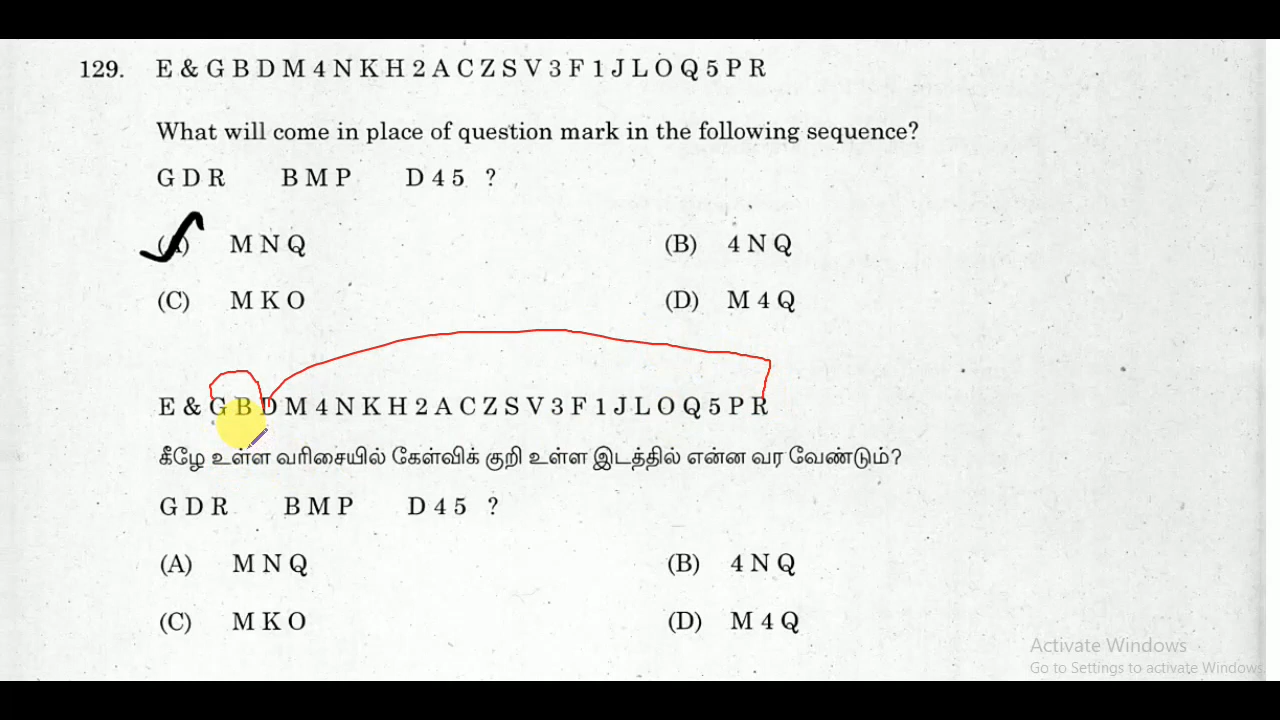 129. E & G B D M 4 N K H 2 A C Z S V 3 F 1 J L O Q 5 P R
What will come in place of question mark in the following sequence?
G D R B M P D 4 5 ?
(A) M N Q (B) 4 N Q
(C) M K O (D) M 4 Q
E & G B D M 4 N K H 2 A C Z S V 3 F 1 J L O Q 5 P R
கீழே உள்ள வரிசையில் கேள்விக் குறி உள்ள இடத்தில் என்ன வர வேண்டும்?
G D R B M P D 4 5 ?
(A) M N Q (B) 4 N Q
(C) M K O (D) M 4 Q
Activate Windows
Go to Settings to activate Windows.